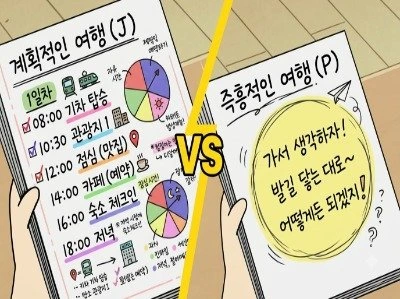 계획적인 여행 (J)
1일차
08:00 기차 탑승
10:30 관광지 1
12:00 점심 (맛집)
14:00 카페 (예약)
16:00 숙소 체크인
18:00 저녁
VS
즉흥적인 여행 (P)
가서 생각하자!
발길 닿는 대로~
어떻게든 되겠지!
? ? ?